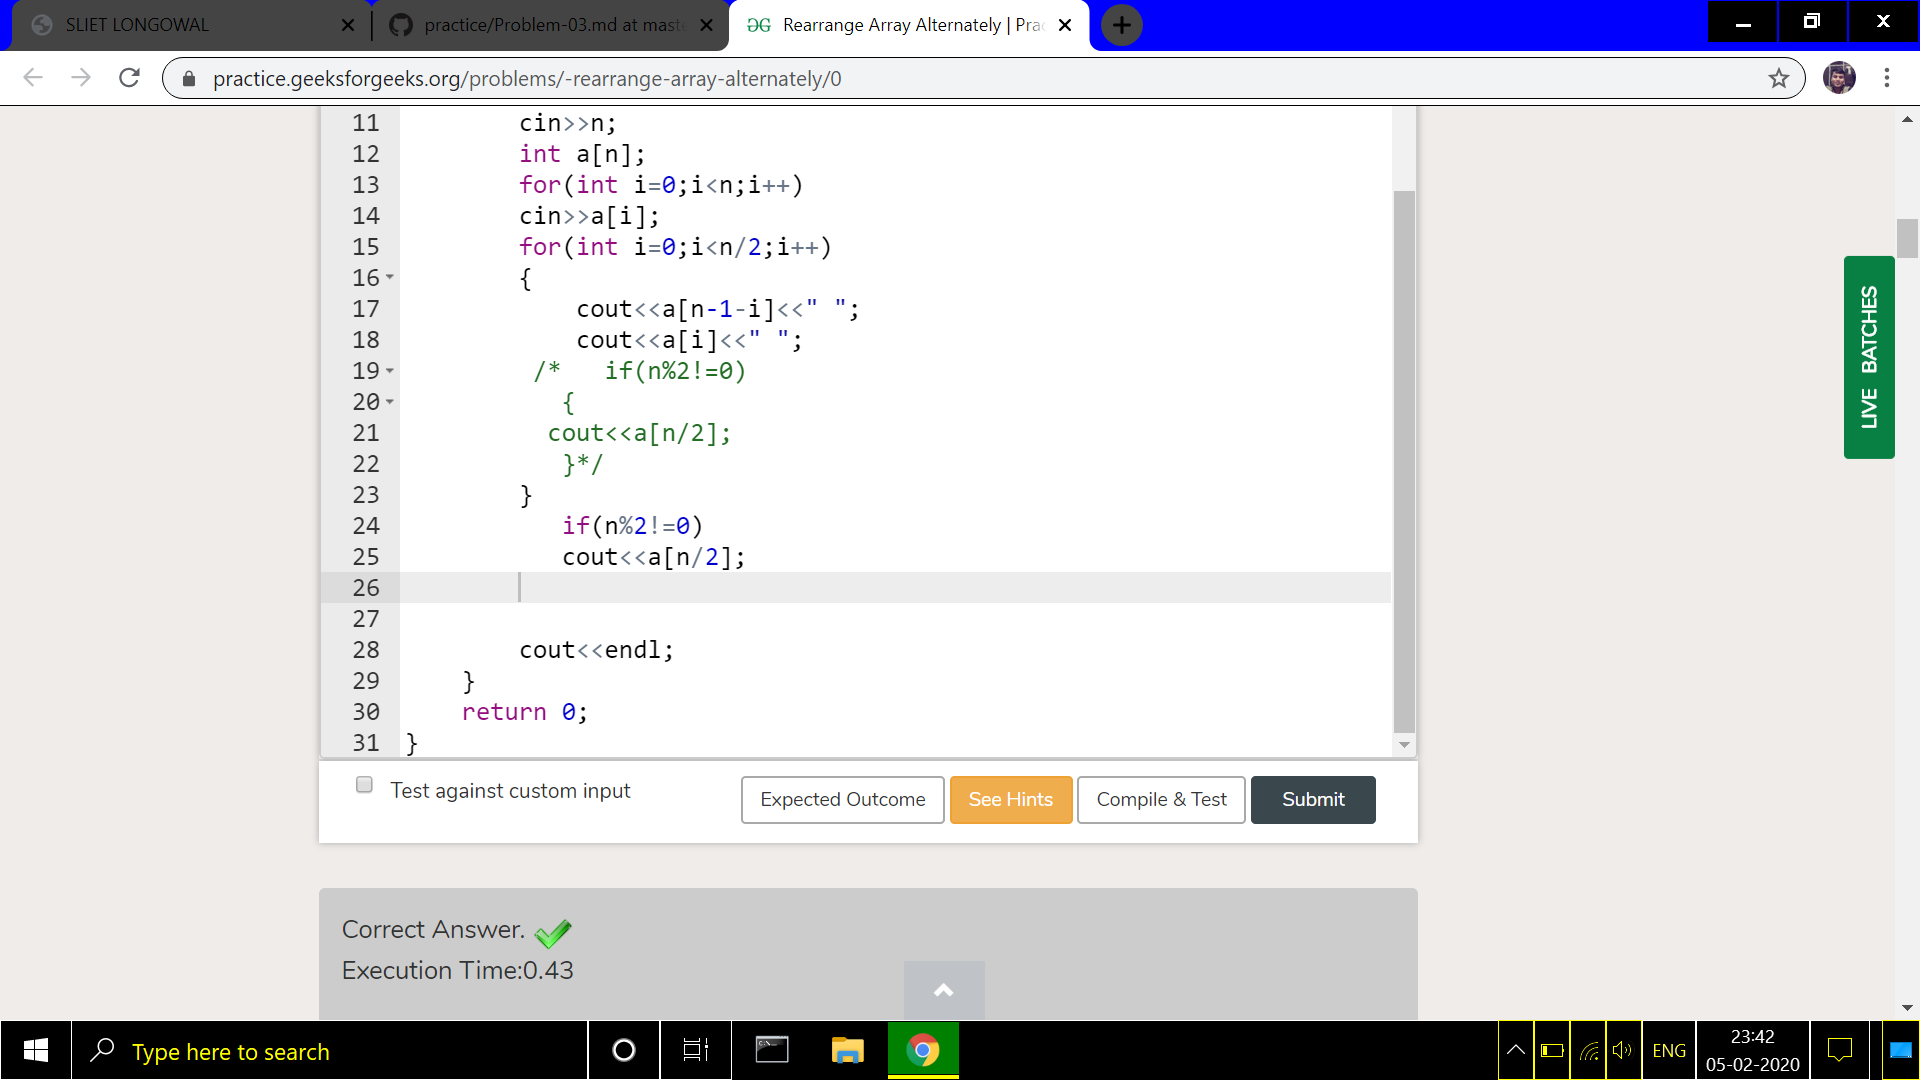 SLIET LONGOWAL
practice/Problem-03.md at maste
Rearrange Array Alternately | Prac
practice.geeksforgeeks.org/problems/-rearrange-array-alternately/0
11 cin>>n;
12 int a[n];
13 for(int i=0;i<n;i++)
14 cin>>a[i];
15 for(int i=0;i<n/2;i++)
16 {
17 cout<<a[n-1-i]<<" ";
18 cout<<a[i]<<" ";
19 /* if(n%2!=0)
20 {
21 cout<<a[n/2];
22 }*/
23 }
24 if(n%2!=0)
25 cout<<a[n/2];
26
27
28 cout<<endl;
29 }
30 return 0;
31 }
LIVE BATCHES
Test against custom input
Expected Outcome
See Hints
Compile & Test
Submit
Correct Answer.
Execution Time:0.43
Type here to search
ENG
23:42
05-02-2020